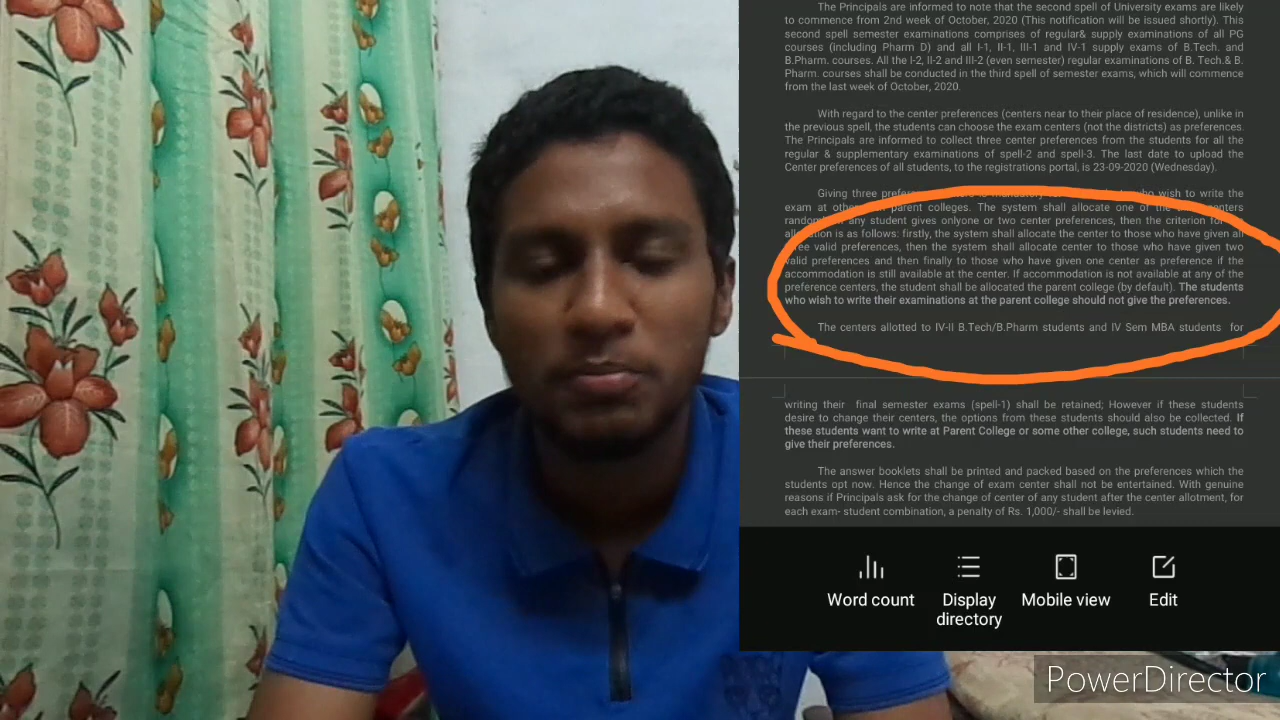 The Principals are informed to note that the second spell of University exams are likely
to commence from 2nd week of October, 2020 (This notification will be issued shortly). This
second spell semester examinations comprises of regular& supply examinations of all PG
courses (including Pharm D) and all I-1, II-1, III-1 and IV-1 supply exams of B.Tech. and
B.Pharm. courses. All the I-2, II-2 and III-2 (even semester) regular examinations of B. Tech.& B.
Pharm. courses shall be conducted in the third spell of semester exams, which will commence
from the last week of October, 2020.
With regard to the center preferences (centers near to their place of residence), unlike in
the previous spell, the students can choose the exam centers (not the districts) as preferences.
The Principals are informed to collect three center preferences from the students for all the
regular & supplementary examinations of spell-2 and spell-3. The last date to upload the
Center preferences of all students, to the registrations portal, is 23-09-2020 (Wednesday).
Giving three who wish to write the
exam at parent colleges. The system shall allocate one of the
any student gives onlyone or two center preferences, then the criterion
is as follows: firstly, the system shall allocate the center to those who have given all
valid preferences, then the system shall allocate center to those who have given two
valid preferences and then finally to those who have given one center as preference if the
accommodation is still available at the center. If accommodation is not available at any of the
preference centers, the student shall be allocated the parent college (by default). The students
who wish to write their examinations at the parent college should not give the preferences.
The centers allotted to IV-II B.Tech/B.Pharm students and IV Sem MBA students for
writing their final semester exams (spell-1) shall be retained; However if these students
desire to change their centers, the options from these students should also be collected. If
these students want to write at Parent College or some other college, such students need to
give their preferences.
The answer booklets shall be printed and packed based on the preferences which the
students opt now. Hence the change of exam center shall not be entertained. With genuine
reasons if Principals ask for the change of center of any student after the center allotment, for
each exam- student combination, a penalty of Rs. 1,000/- shall be levied.
Word count
Display
directory
Mobile view
Edit
PowerDirector